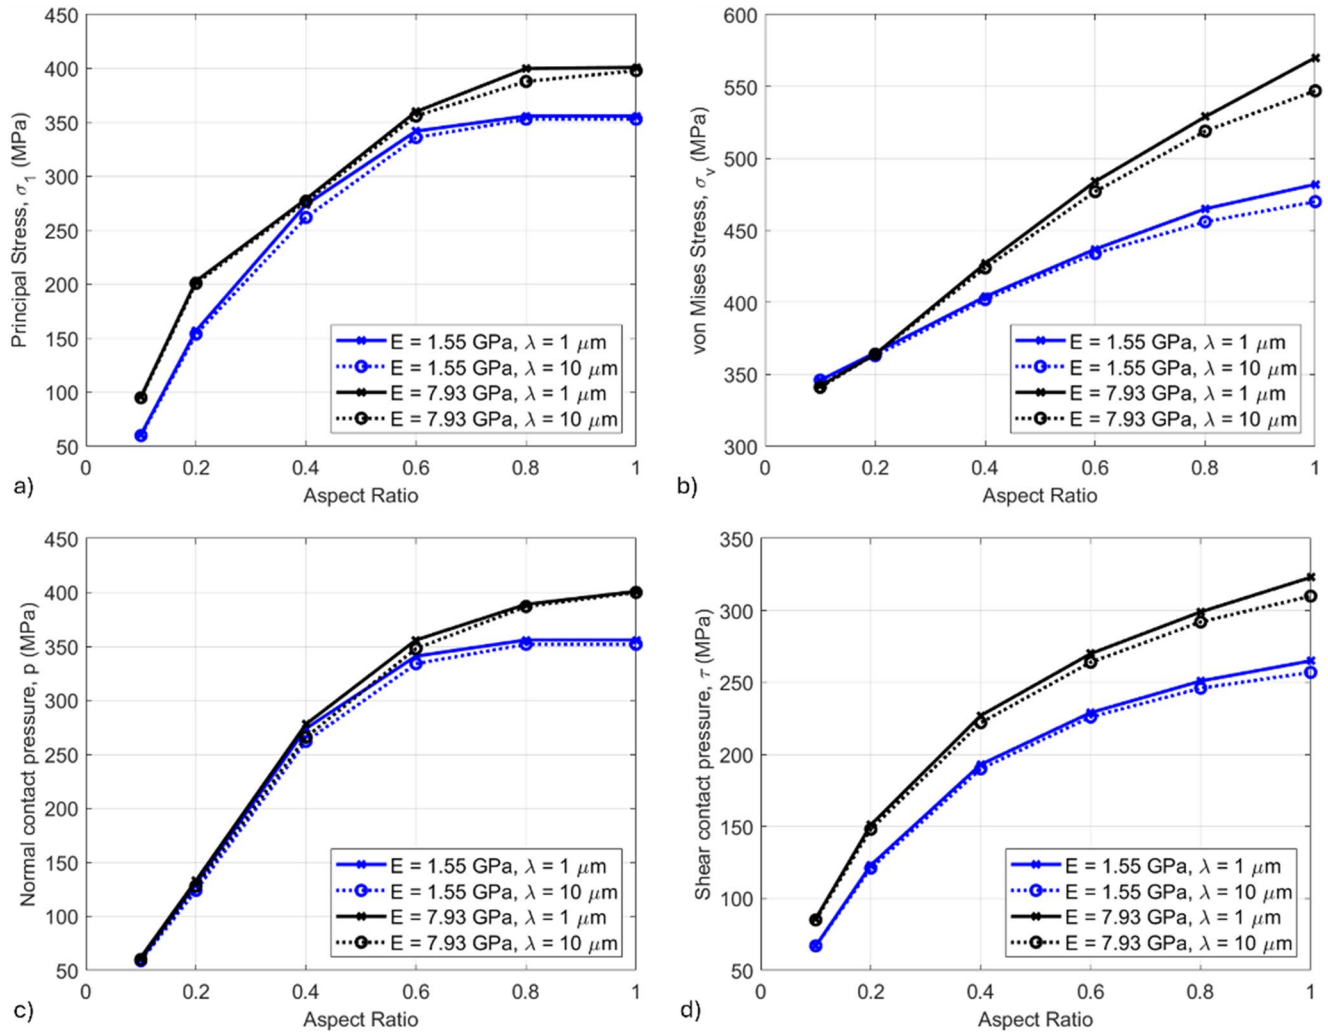 450
400
350
300
250
200
150
100
50
Principal Stress, σ1 (MPa)
E = 1.55 GPa, λ = 1 μm
E = 1.55 GPa, λ = 10 μm
E = 7.93 GPa, λ = 1 μm
E = 7.93 GPa, λ = 10 μm
0 0.2 0.4 0.6 0.8 1
Aspect Ratio
a)
600
550
500
450
400
350
300
von Mises Stress, σv (MPa)
E = 1.55 GPa, λ = 1 μm
E = 1.55 GPa, λ = 10 μm
E = 7.93 GPa, λ = 1 μm
E = 7.93 GPa, λ = 10 μm
0 0.2 0.4 0.6 0.8 1
Aspect Ratio
b)
450
400
350
300
250
200
150
100
50
Normal contact pressure, p (MPa)
E = 1.55 GPa, λ = 1 μm
E = 1.55 GPa, λ = 10 μm
E = 7.93 GPa, λ = 1 μm
E = 7.93 GPa, λ = 10 μm
0 0.2 0.4 0.6 0.8 1
Aspect Ratio
c)
350
300
250
200
150
100
50
Shear contact pressure, τ (MPa)
E = 1.55 GPa, λ = 1 μm
E = 1.55 GPa, λ = 10 μm
E = 7.93 GPa, λ = 1 μm
E = 7.93 GPa, λ = 10 μm
0 0.2 0.4 0.6 0.8 1
Aspect Ratio
d)